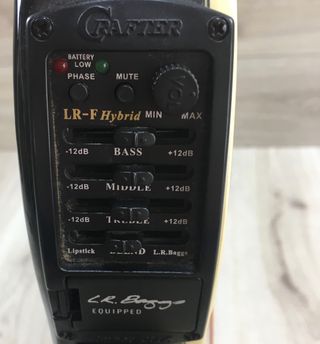 CRAFTER
BATTERY
LOW
PHASE MUTE
LR-F Hybrid MIN MAX
-12dB BASS +12dB
-12dB MIDDLE +12dB
-12dB TREBLE +12dB
Lipstick BLEND L.R.Baggs
L.R. Baggs
EQUIPPED